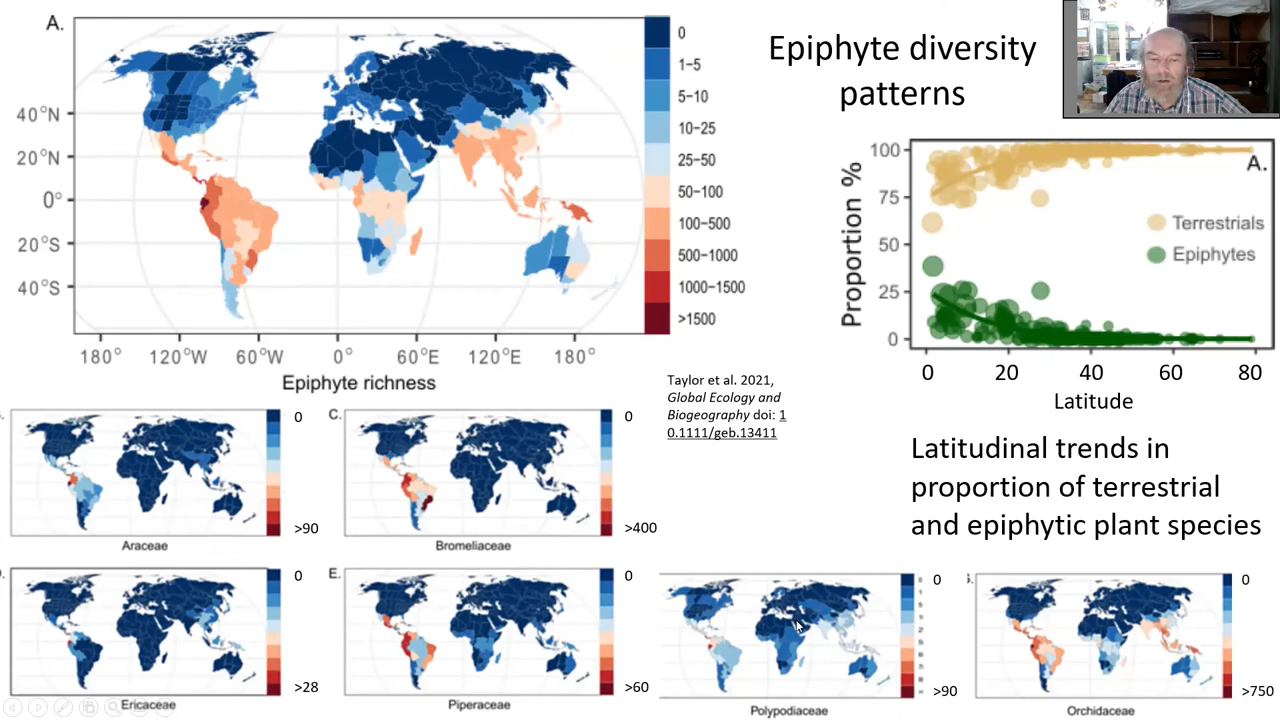 A.
40°N
20°N
0°
20°S
40°S
180°
120°W
60°W
0°
60°E
120°E
180°
Epiphyte richness
0
1−5
5−10
10−25
25−50
50−100
100−500
500−1000
1000−1500
>1500
Epiphyte diversity
patterns
A.
Proportion %
100
75
50
25
0
Terrestrials
Epiphytes
0
20
40
60
80
Latitude
Taylor et al. 2021,
Global Ecology and
Biogeography doi: 1
0.1111/geb.13411
Latitudinal trends in
proportion of terrestrial
and epiphytic plant species
0
>90
Araceae
C.
0
>400
Bromeliaceae
0
>28
Ericaceae
E.
0
>60
Piperaceae
0
>90
Polypodiaceae
0
>750
Orchidaceae